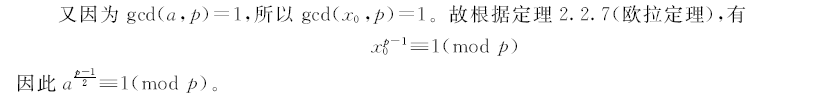 又因为 gcd(a,p)=1,所以 gcd(x₀,p)=1。故根据定理 2.2.7(欧拉定理),有
x₀^{p-1}≡1(mod p)
因此 a^{\frac{p-1}{2}}≡1(mod p)。